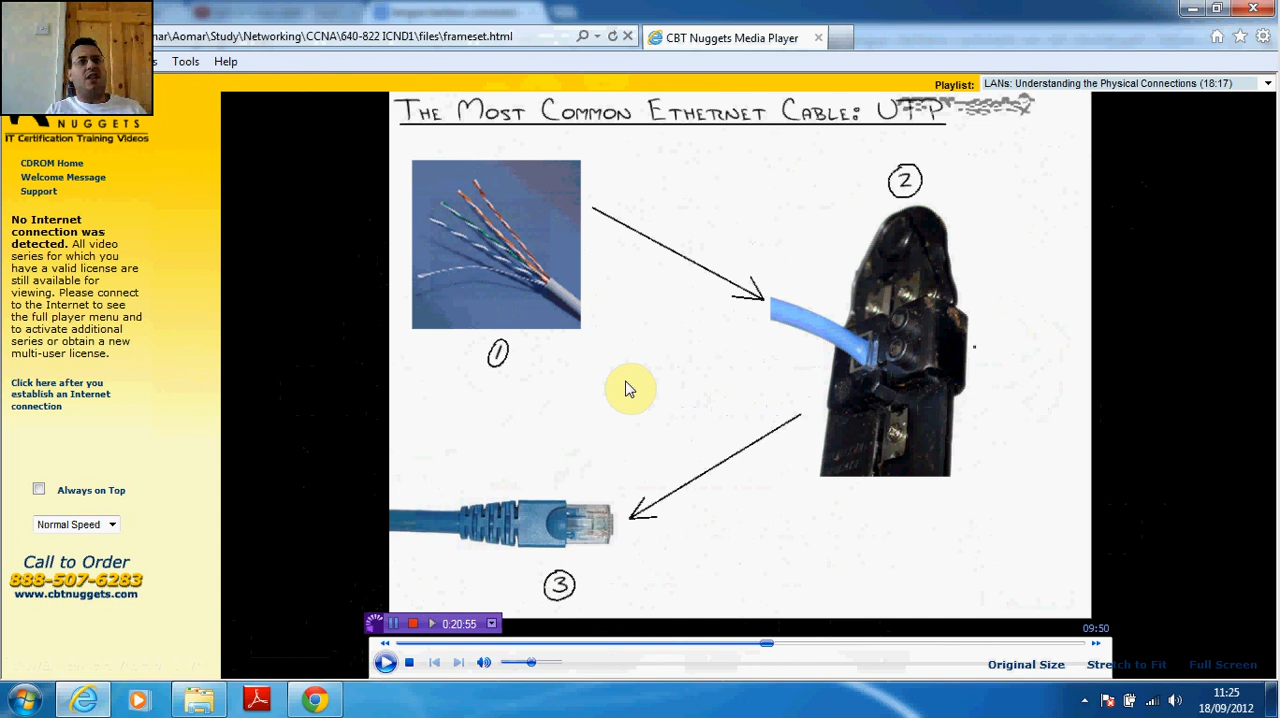 nar\Aomar\Study\Networking\CCNA\640-822 ICND1\files\frameset.html
CBT Nuggets Media Player
Tools Help
Playlist: LANs: Understanding the Physical Connections (18:17)
NUGGETS
IT Certification Training Videos
CDROM Home
Welcome Message
Support
No Internet
connection was
detected. All video
series for which you
have a valid license are
still available for
viewing. Please connect
to the Internet to see
the full player menu and
to activate additional
series or obtain a new
multi-user license.
Click here after you
establish an Internet
connection
Always on Top
Normal Speed
Call to Order
888-507-6283
www.cbtnuggets.com
THE MOST COMMON ETHERNET CABLE: UTP
1
2
3
0:20:55
09:50
Original Size Stretch to Fit Full Screen
11:25
18/09/2012